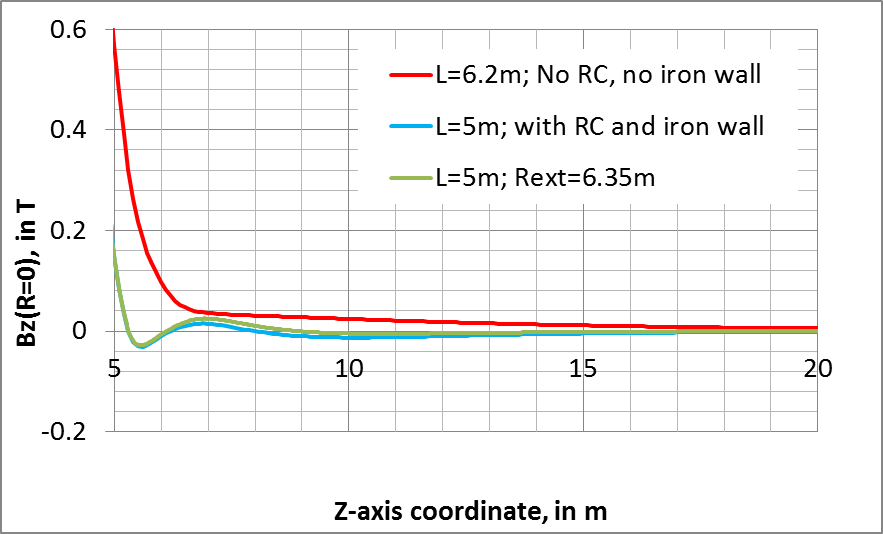 0.6
L=6.2m; No RC, no iron wall
0.4
L=5m; with RC and iron wall
L=5m; Rext=6.35m
0.2
Bz(R=0), in T
0
5
10
15
20
-0.2
Z-axis coordinate, in m